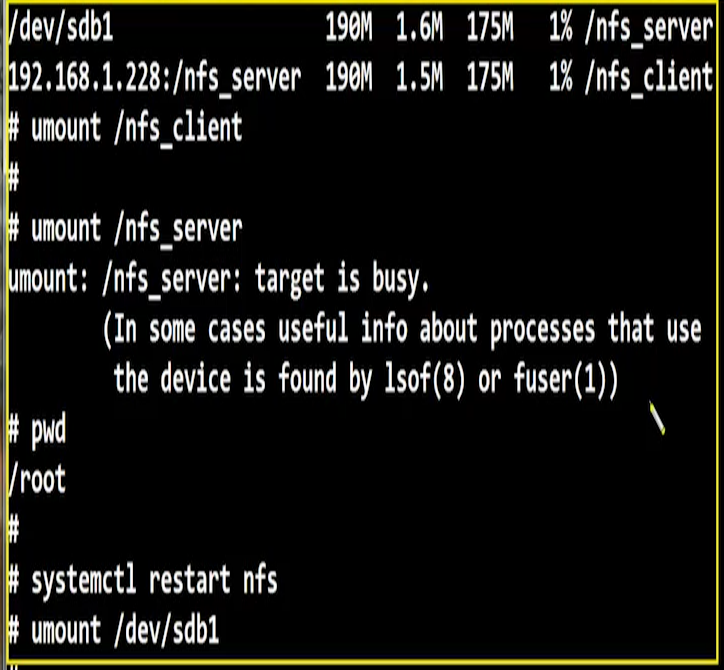 /dev/sdb1 190M 1.6M 175M 1% /nfs_server
192.168.1.228:/nfs_server 190M 1.5M 175M 1% /nfs_client
# umount /nfs_client
#
# umount /nfs_server
umount: /nfs_server: target is busy.
(In some cases useful info about processes that use
the device is found by lsof(8) or fuser(1))
# pwd
/root
#
# systemctl restart nfs
# umount /dev/sdb1
#